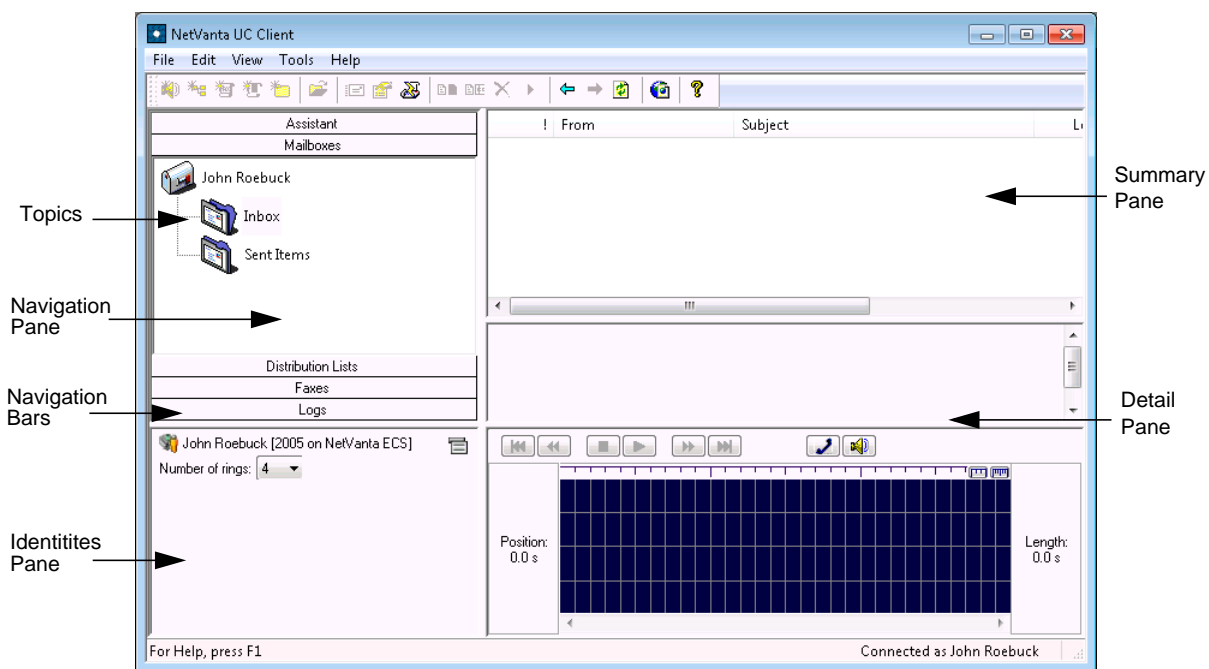 NetVanta UC Client
File Edit View Tools Help
Assistant
Mailboxes
! From Subject
John Roebuck
Inbox
Sent Items
Topics
Summary
Pane
Navigation
Pane
Distribution Lists
Faxes
Logs
Navigation
Bars
Detail
Pane
John Roebuck [2005 on NetVanta ECS]
Number of rings: 4
Identitites
Pane
Position:
0.0 s
Length:
0.0 s
For Help, press F1
Connected as John Roebuck